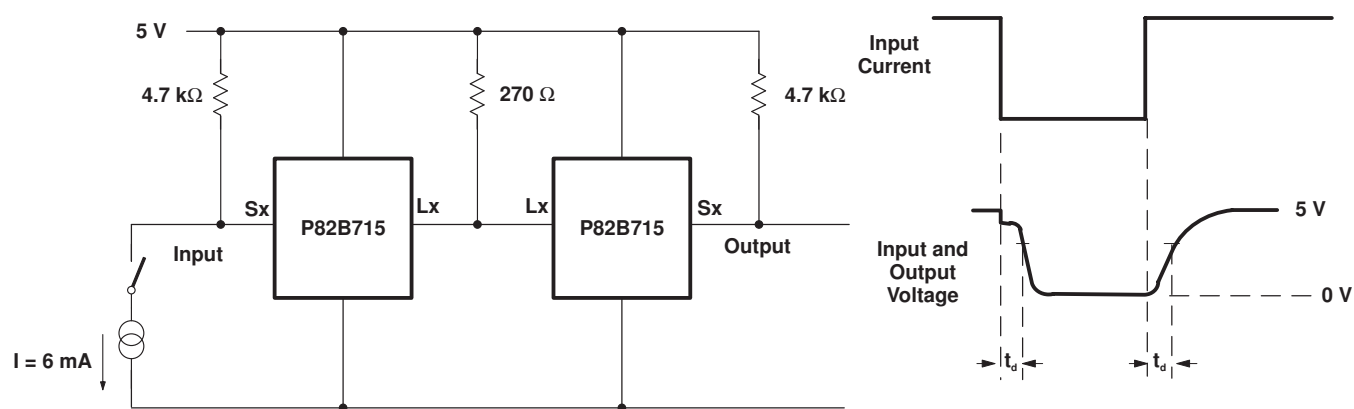 5 V
4.7 kΩ
270 Ω
4.7 kΩ
Sx
P82B715
Lx
Lx
P82B715
Sx
Input
Output
I = 6 mA
Input
Current
5 V
Input and
Output
Voltage
0 V
td
td